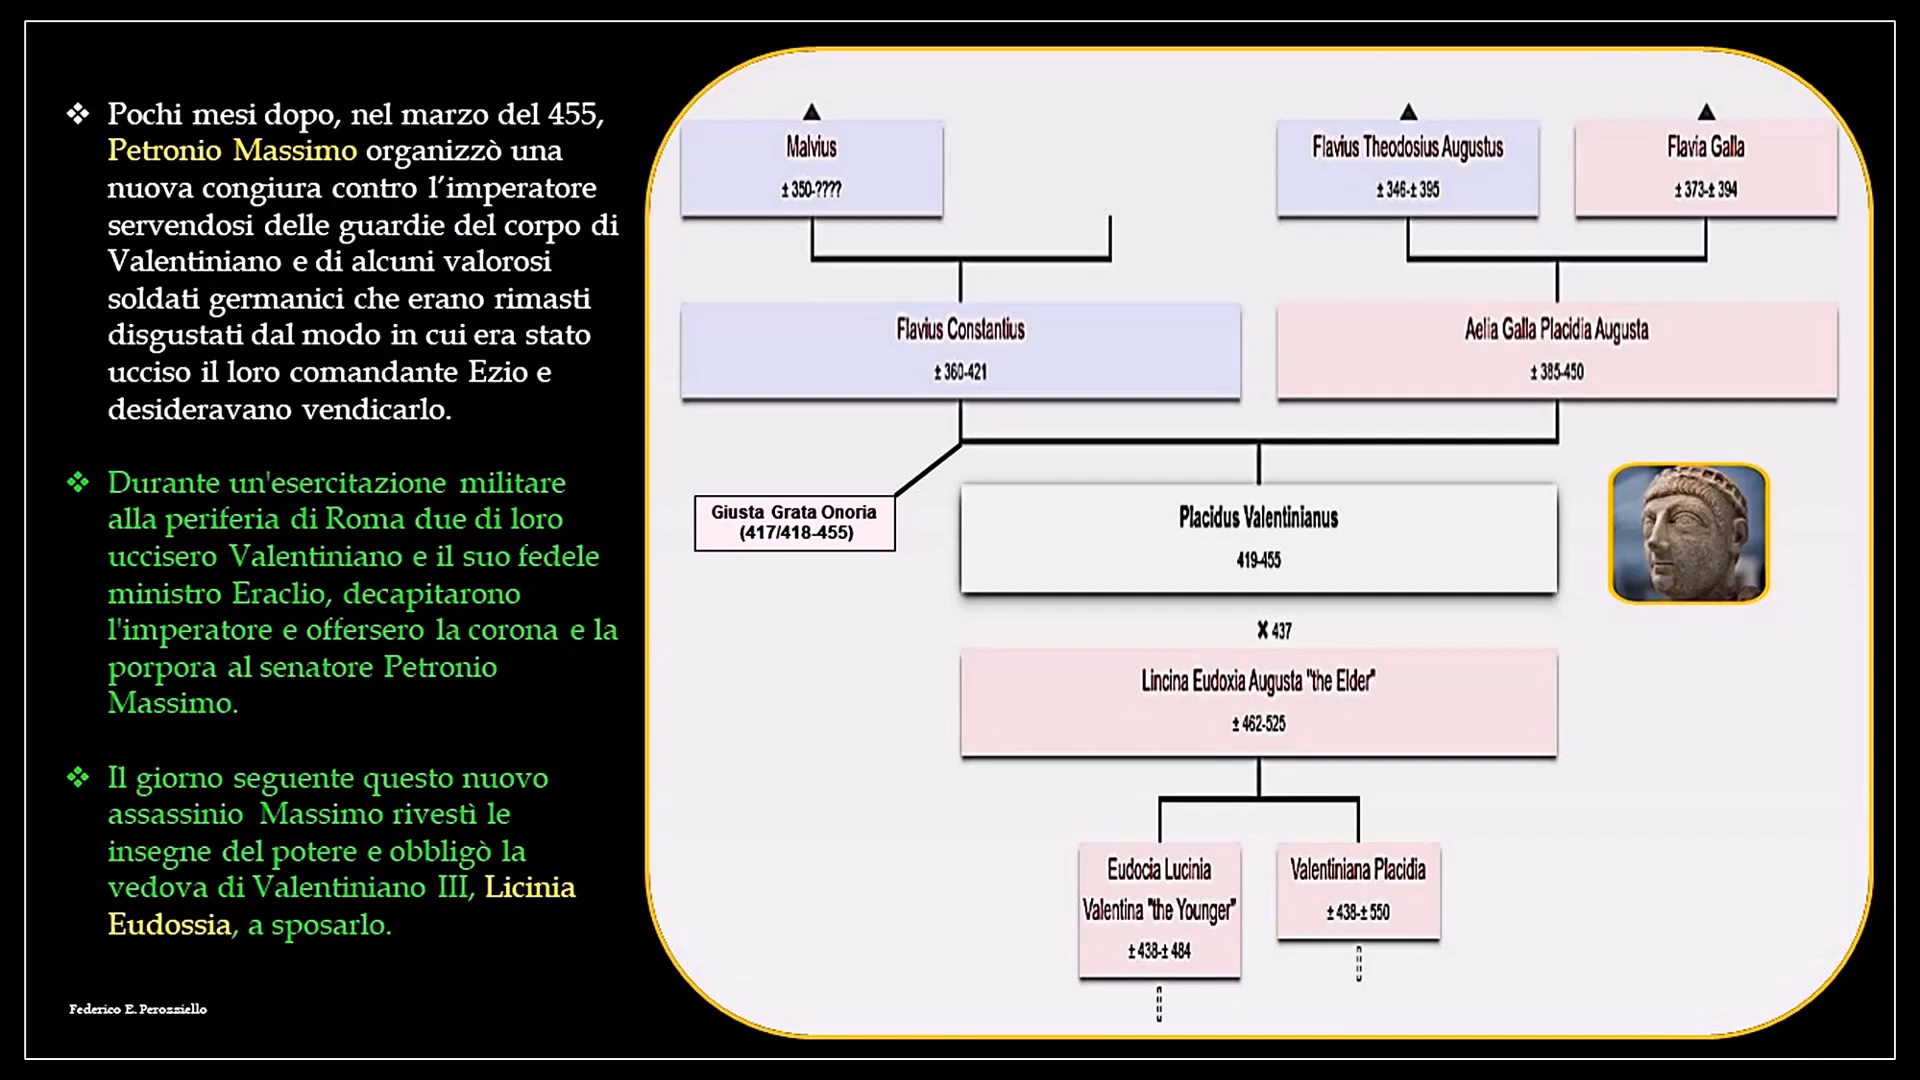 ❖ Pochi mesi dopo, nel marzo del 455,
Petronio Massimo organizzò una
nuova congiura contro l’imperatore
servendosi delle guardie del corpo di
Valentiniano e di alcuni valorosi
soldati germanici che erano rimasti
disgustati dal modo in cui era stato
ucciso il loro comandante Ezio e
desideravano vendicarlo.
❖ Durante un'esercitazione militare
alla periferia di Roma due di loro
uccisero Valentiniano e il suo fedele
ministro Eraclio, decapitarono
l'imperatore e offersero la corona e la
porpora al senatore Petronio
Massimo.
❖ Il giorno seguente questo nuovo
assassinio Massimo rivestì le
insegne del potere e obbligò la
vedova di Valentiniano III, Licinia
Eudossia, a sposarlo.
Federico E. Perozziello
Malvius
± 350-????
Flavius Theodosius Augustus
± 346-± 395
Flavia Galla
± 373-± 394
Flavius Constantius
± 360-421
Aelia Galla Placidia Augusta
± 385-450
Giusta Grata Onoria
(417/418-455)
Placidus Valentinianus
419-455
✗ 437
Lincina Eudoxia Augusta "the Elder"
± 462-525
Eudocia Lucinia
Valentina "the Younger"
± 438-± 484
Valentiniana Placidia
± 438-± 550